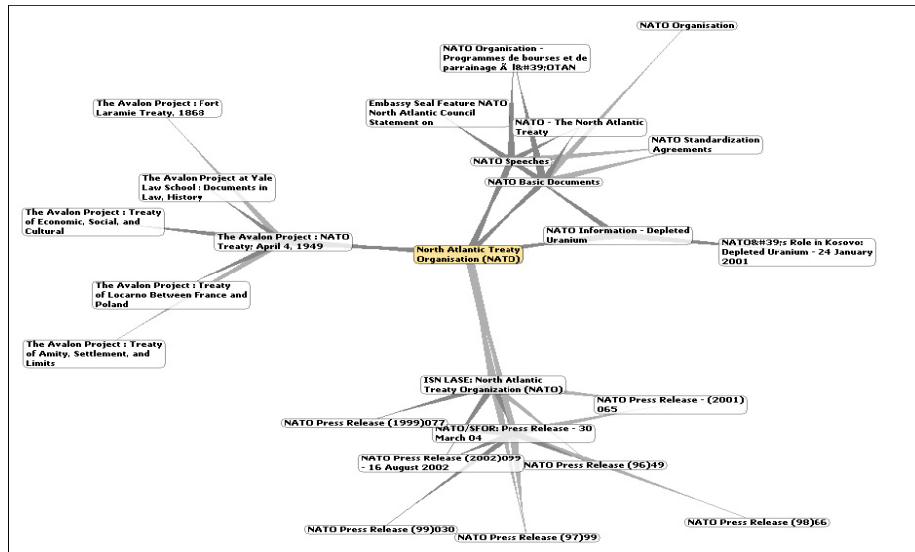 NATO Organisation
NATO Organisation -
Programmes de bourses et de
parrainage Ä l&#39;OTAN
Embassy Seal Feature NATO
North Atlantic Council
Statement on
The Avalon Project : Fort
Laramie Treaty, 1868
NATO - The North Atlantic
Treaty
NATO Standardization
Agreements
NATO Speeches
The Avalon Project at Yale
Law School : Documents in
Law, History
NATO Basic Documents
The Avalon Project : Treaty
of Economic, Social, and
Cultural
The Avalon Project : NATO
Treaty; April 4, 1949
North Atlantic Treaty
Organisation (NATO)
NATO Information - Depleted
Uranium
NATO&#39;s Role in Kosovo:
Depleted Uranium - 24 January
2001
The Avalon Project : Treaty
of Locarno Between France and
Poland
The Avalon Project : Treaty
of Amity, Settlement, and
Limits
ISN LASE: North Atlantic
Treaty Organization (NATO)
NATO Press Release - (2001)
065
NATO Press Release (1999)077
NATO/SFOR: Press Release - 30
March 04
NATO Press Release (2002)099
- 16 August 2002
NATO Press Release (96)49
NATO Press Release (99)030
NATO Press Release (97)99
NATO Press Release (98)66